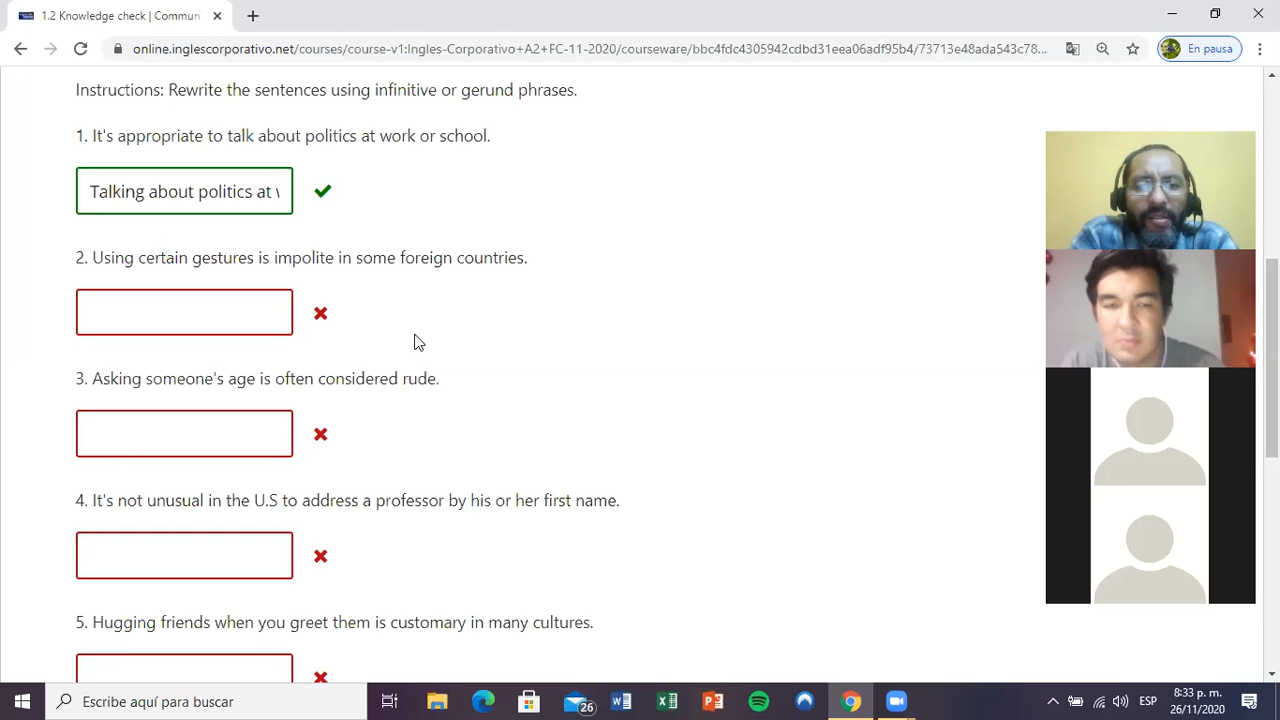 1.2 Knowledge check | Commun
online.inglescorporativo.net/courses/course-v1:Ingles-Corporativo+A2+FC-11-2020/courseware/bbc4fdc4305942cdbd31eea06adf95b4/73713e48ada543c78...
En pausa
Instructions: Rewrite the sentences using infinitive or gerund phrases.
1. It's appropriate to talk about politics at work or school.
Talking about politics at
2. Using certain gestures is impolite in some foreign countries.
3. Asking someone's age is often considered rude.
4. It's not unusual in the U.S to address a professor by his or her first name.
5. Hugging friends when you greet them is customary in many cultures.
Escribe aquí para buscar
26
ESP
8:33 p. m.
26/11/2020